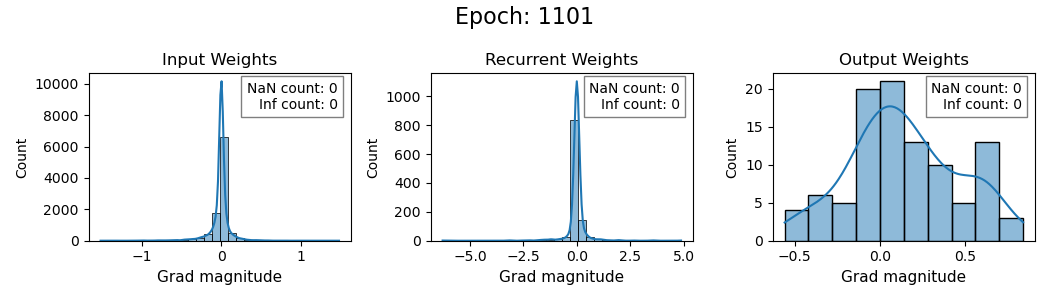 Epoch: 1101
Input Weights
NaN count: 0
Inf count: 0
Count
10000
8000
6000
4000
2000
0
−1
0
1
Grad magnitude
Recurrent Weights
NaN count: 0
Inf count: 0
Count
1000
800
600
400
200
0
−5.0
−2.5
0.0
2.5
5.0
Grad magnitude
Output Weights
NaN count: 0
Inf count: 0
Count
20
15
10
5
0
−0.5
0.0
0.5
Grad magnitude